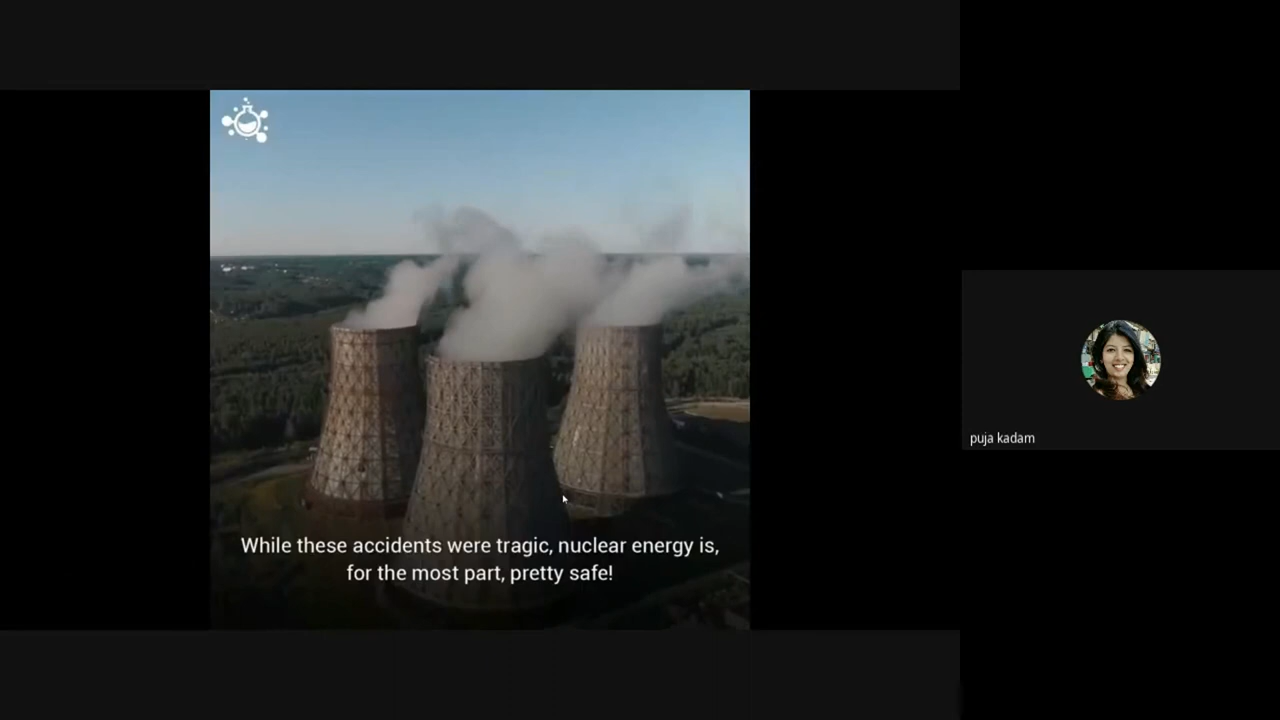 While these accidents were tragic, nuclear energy is,
for the most part, pretty safe!
puja kadam